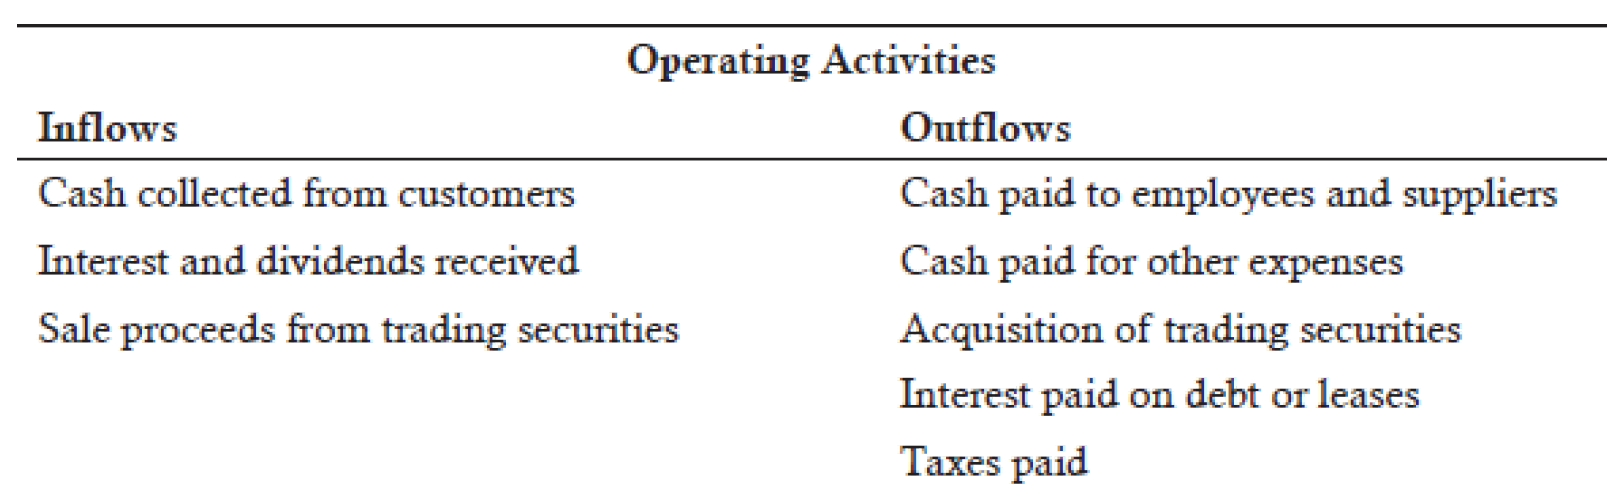 Operating Activities
Inflows Outflows
Cash collected from customers Cash paid to employees and suppliers
Interest and dividends received Cash paid for other expenses
Sale proceeds from trading securities Acquisition of trading securities
Interest paid on debt or leases
Taxes paid